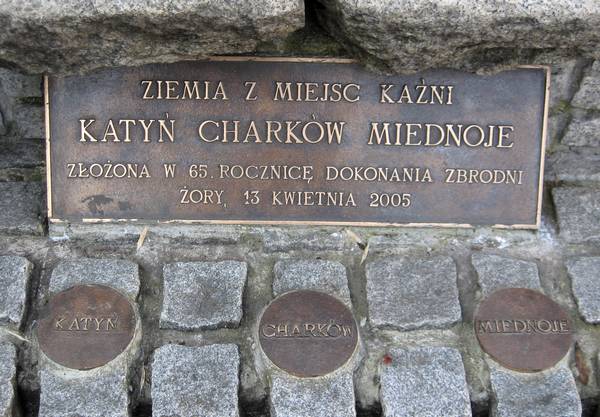 ZIEMIA Z MIEJSC KAŹNI
KATYŃ CHARKÓW MIEDNOJE
ZŁOŻONA W 65. ROCZNICĘ DOKONANIA ZBRODNI
ŻORY, 13 KWIETNIA 2005
KATYŃ
CHARKÓW
MIEDNOJE